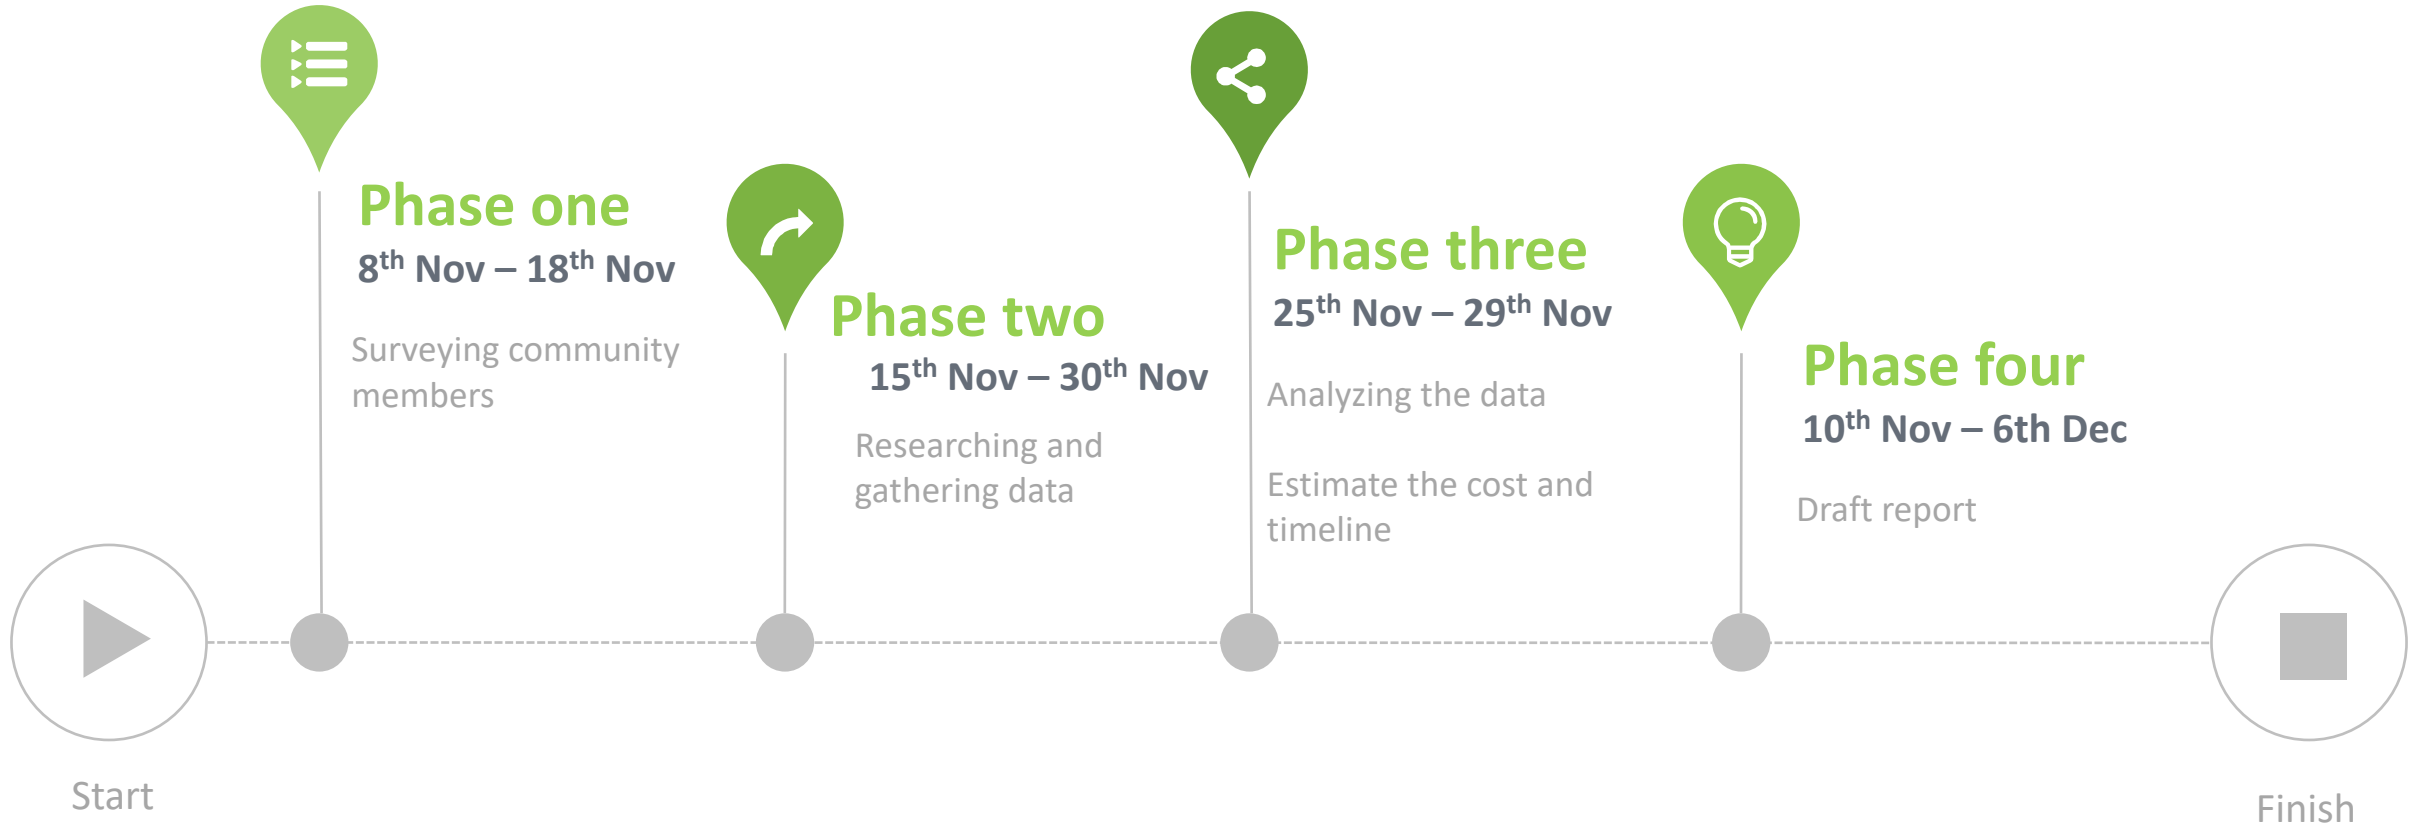 Phase one
8th Nov – 18th Nov
Surveying community
members
Phase two
15th Nov – 30th Nov
Researching and
gathering data
Phase three
25th Nov – 29th Nov
Analyzing the data
Estimate the cost and
timeline
Phase four
10th Nov – 6th Dec
Draft report
Start
Finish